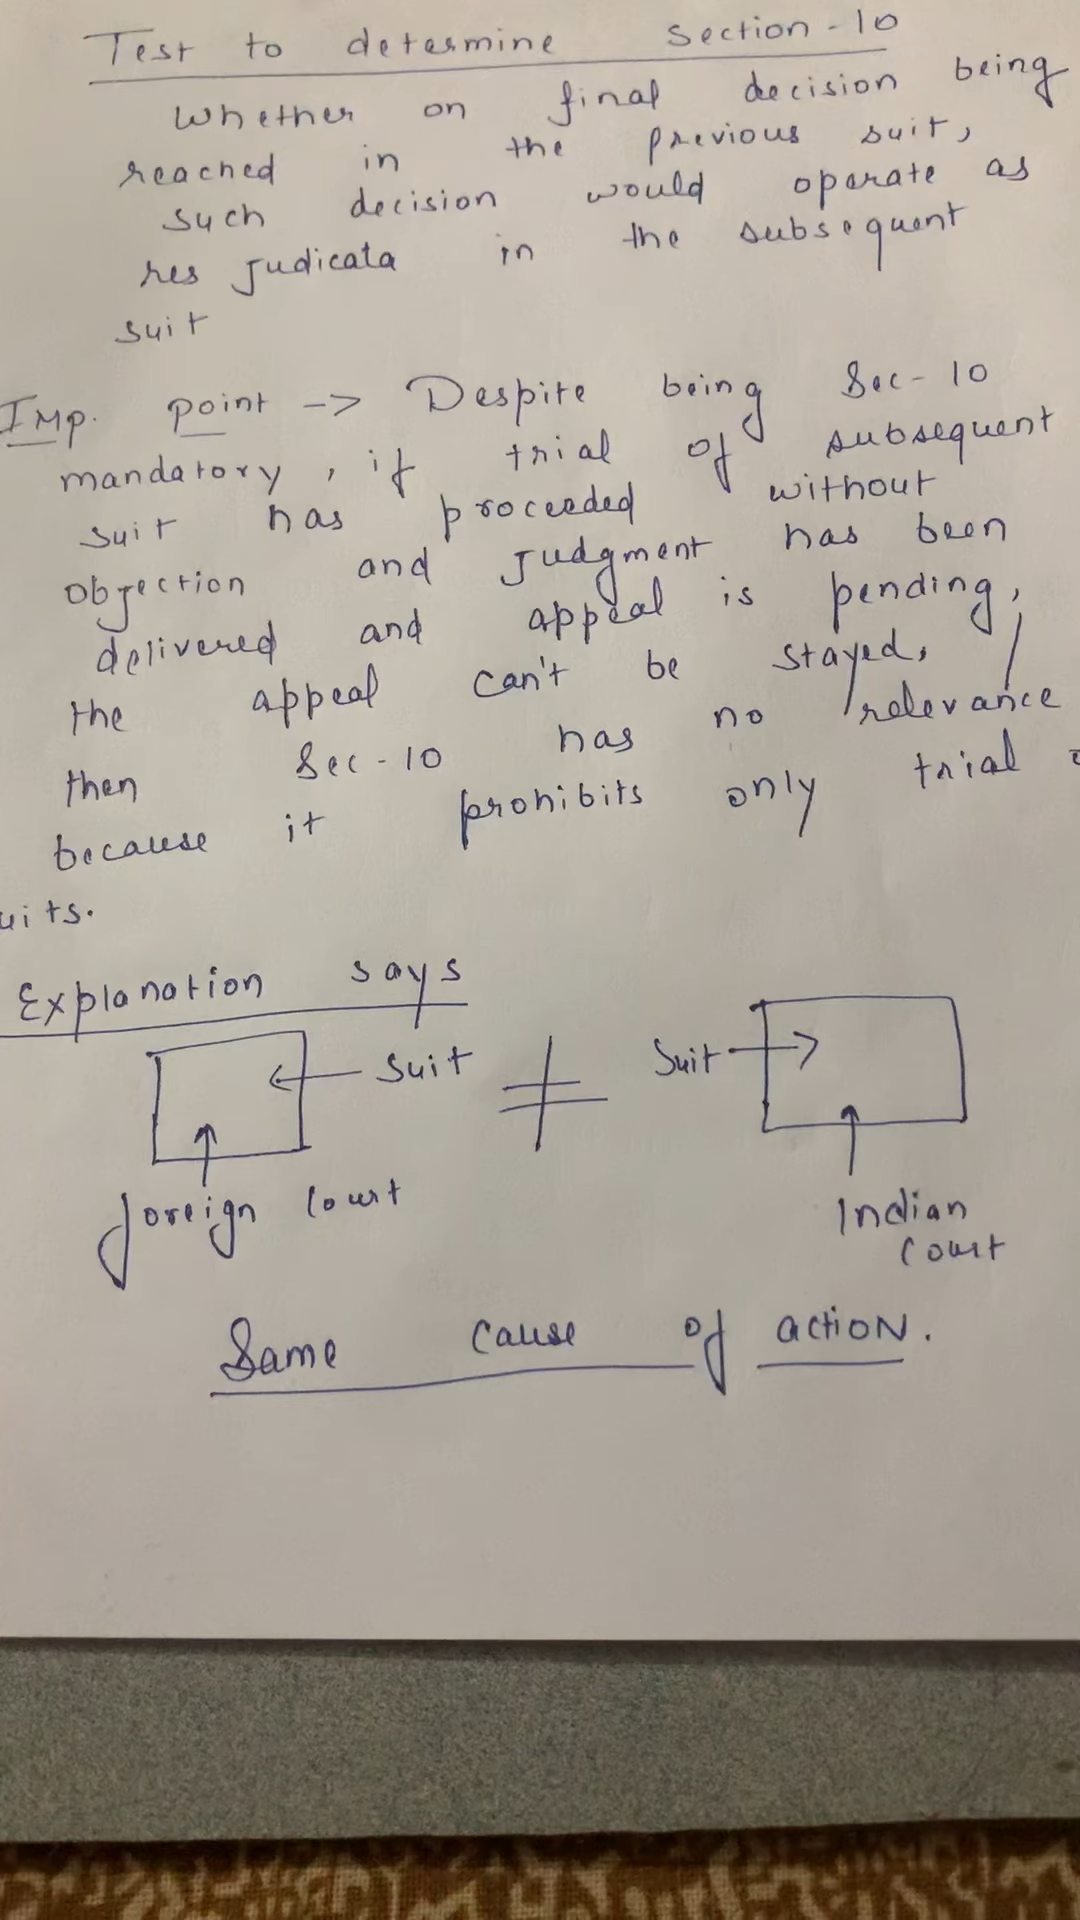 Test to determine Section-10
Whether on final decision being
reached in the previous suit,
such decision would operate as
res judicata in the subsequent
suit
Imp. point -> Despite being Sec-10
mandatory, if trial of subsequent
suit has proceeded without
objection and judgment has been
delivered and appeal is pending,
the appeal can't be stayed,
then Sec-10 has no relevance
because it prohibits only trial
uits.
Explanation says
suit ≠ Suit
foreign court
Indian
court
Same cause of action.